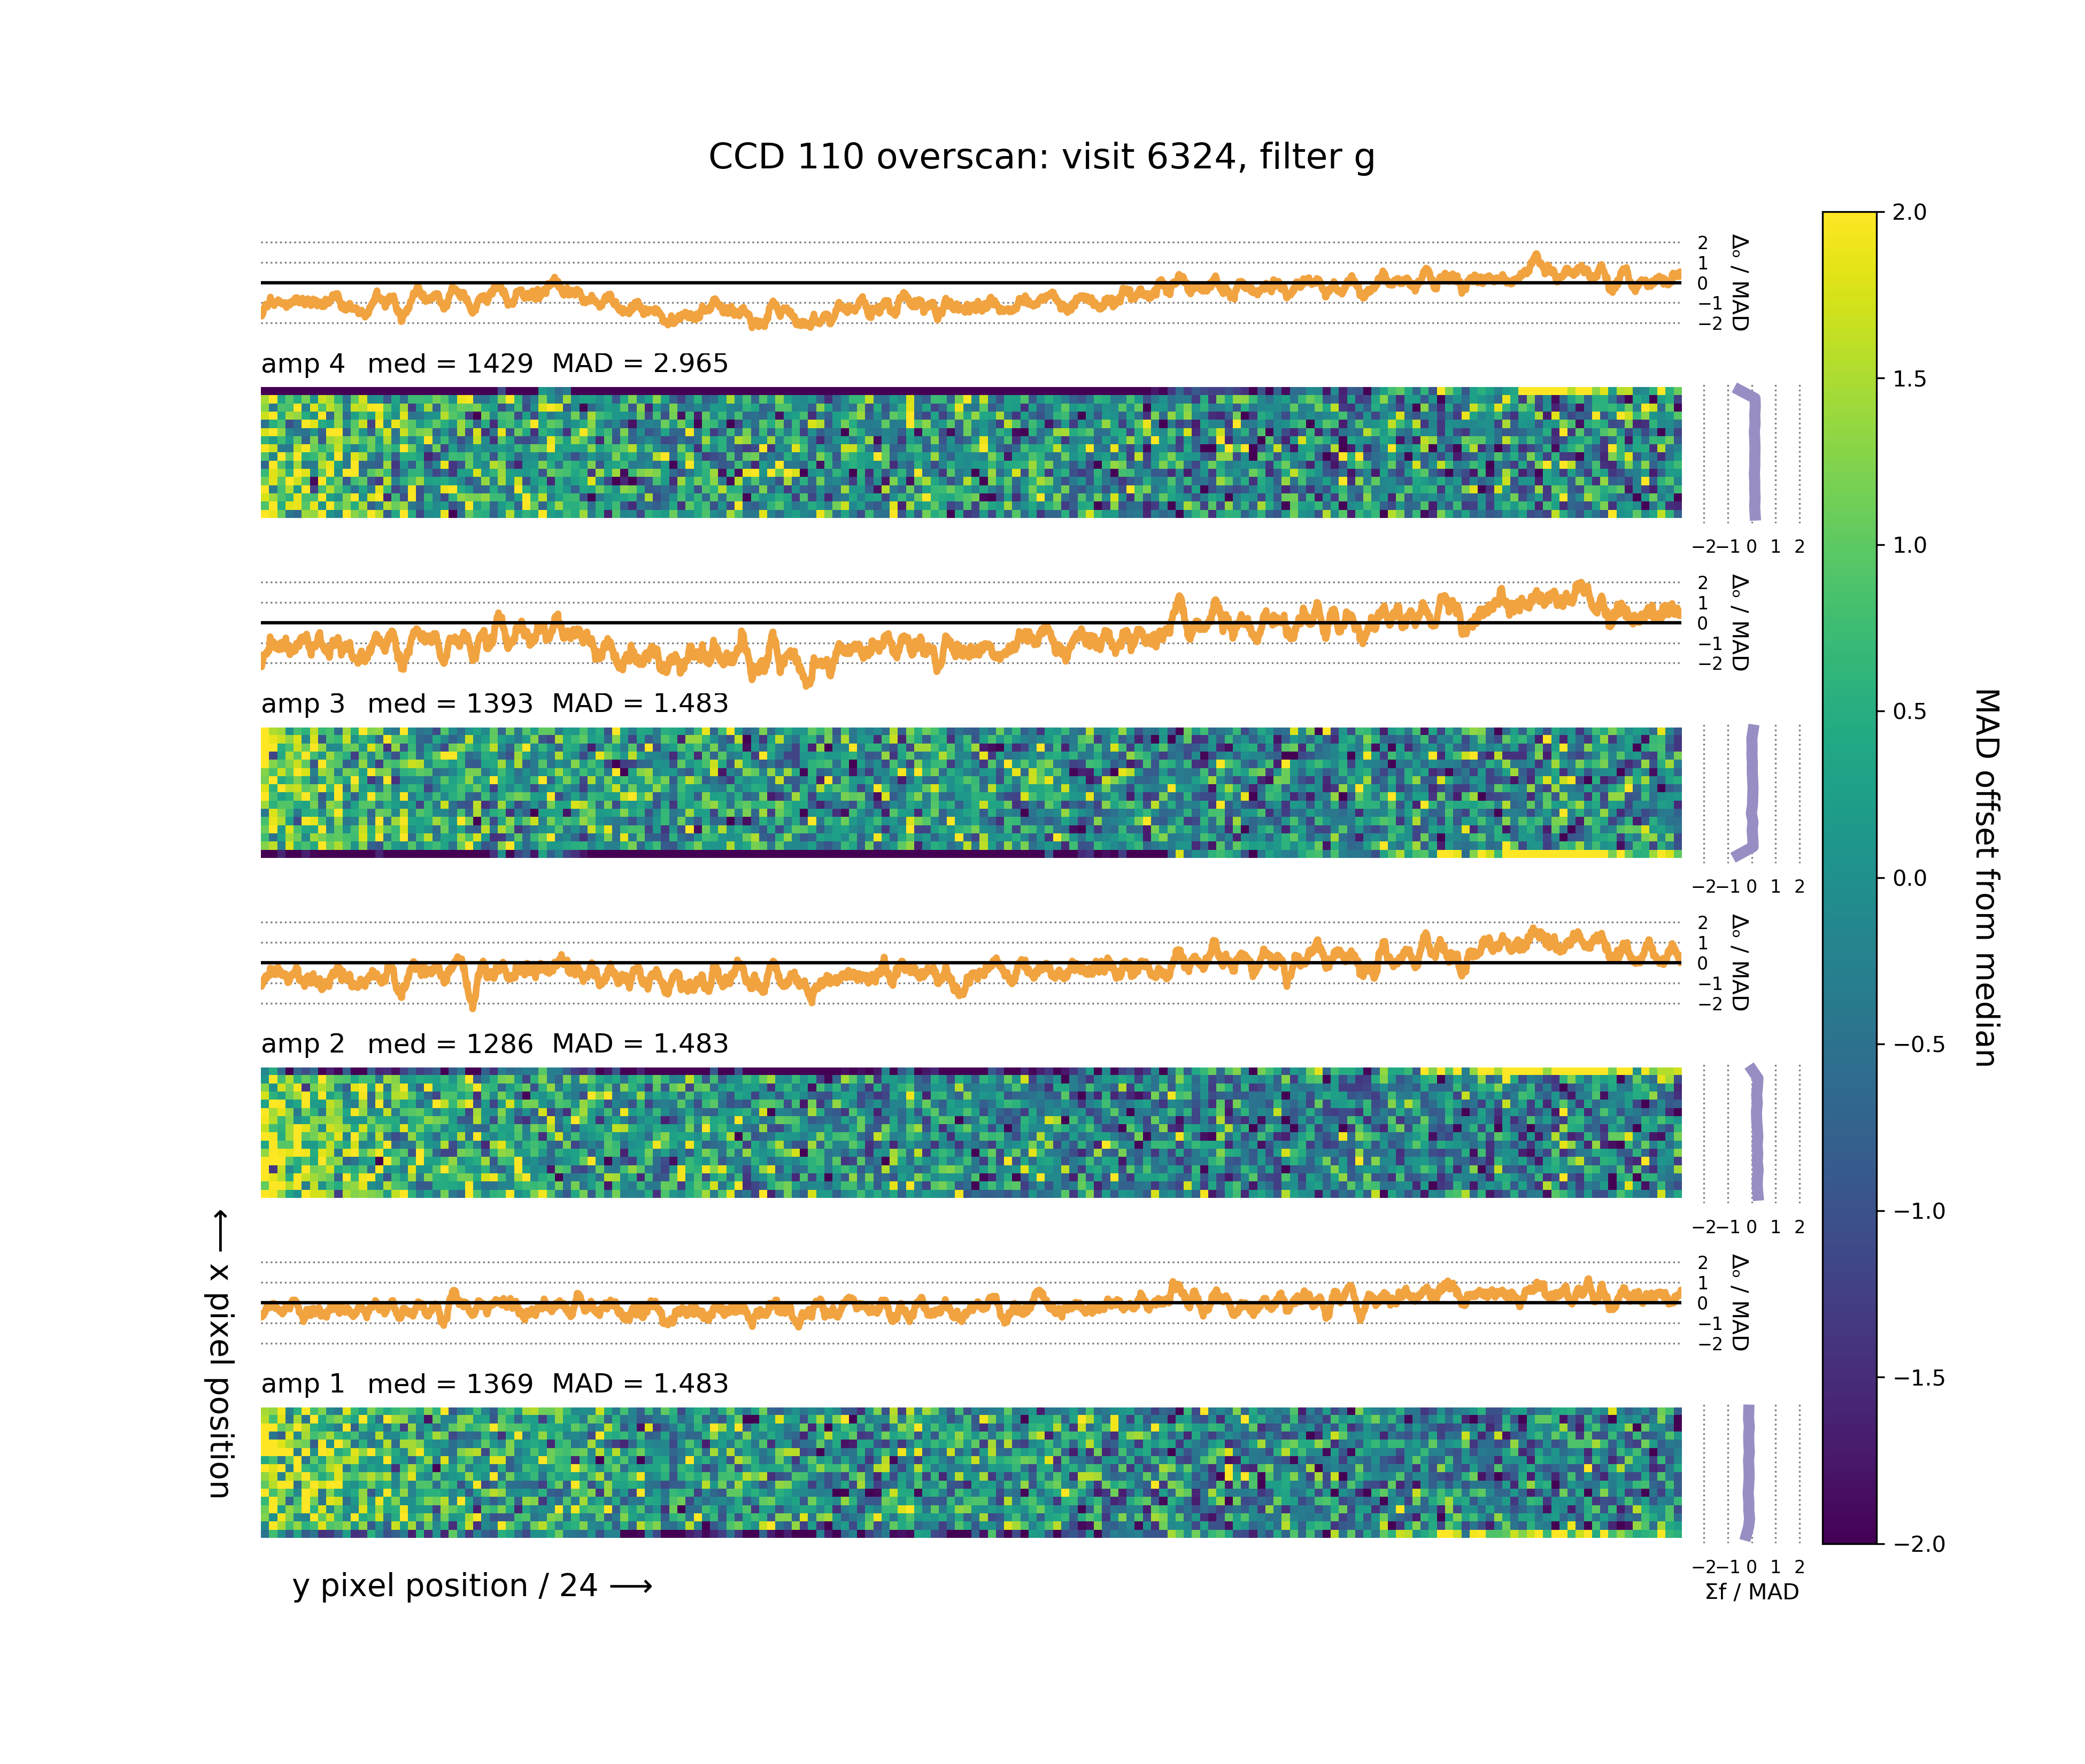 CCD 110 overscan: visit 6324, filter g
2
1
0
−1
−2
Δₒ / MAD
amp 4 med = 1429 MAD = 2.965
−2 −1 0 1 2
2
1
0
−1
−2
Δₒ / MAD
amp 3 med = 1393 MAD = 1.483
−2 −1 0 1 2
2
1
0
−1
−2
Δₒ / MAD
amp 2 med = 1286 MAD = 1.483
−2 −1 0 1 2
2
1
0
−1
−2
Δₒ / MAD
amp 1 med = 1369 MAD = 1.483
−2 −1 0 1 2
Σf / MAD
y pixel position / 24 ⟶
⟵ x pixel position
2.0
1.5
1.0
0.5
0.0
−0.5
−1.0
−1.5
−2.0
MAD offset from median